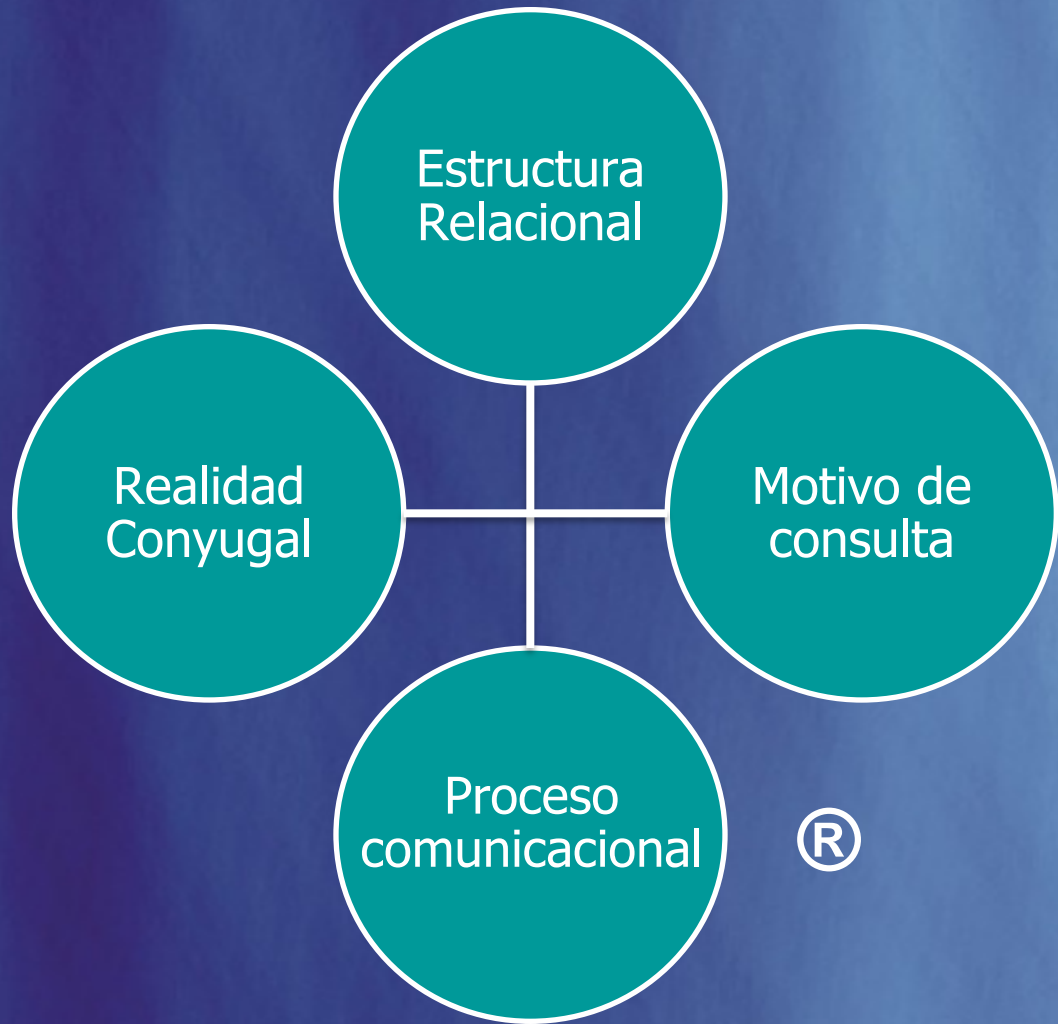 Estructura
Relacional
Realidad
Conyugal
Motivo de
consulta
Proceso
comunicacional
®